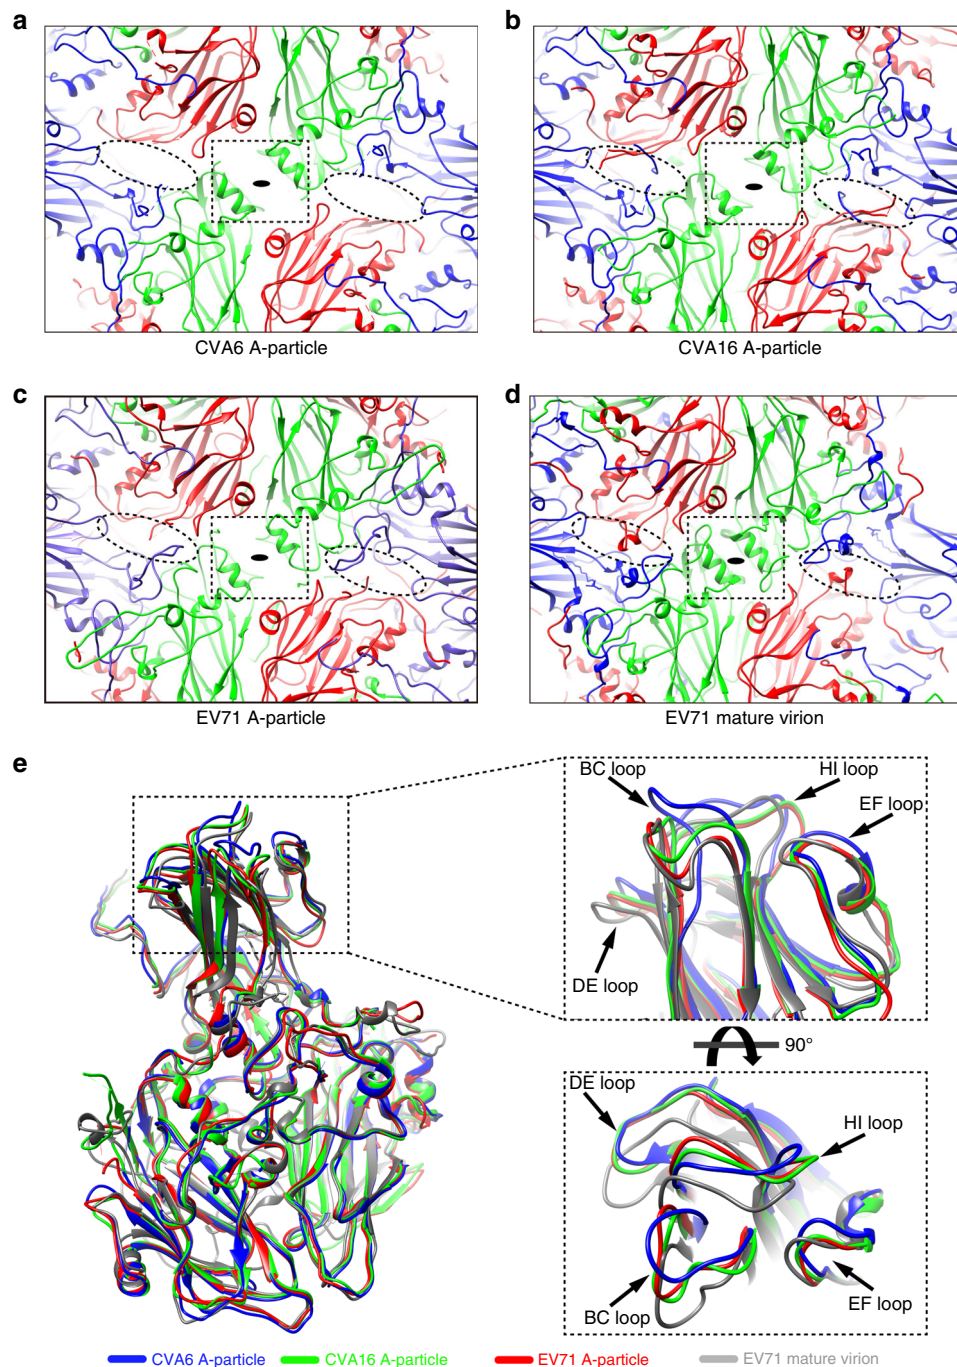 a
b
CVA6 A-particle
CVA16 A-particle
c
d
EV71 A-particle
EV71 mature virion
e
BC loop
HI loop
EF loop
DE loop
90°
DE loop
HI loop
BC loop
EF loop
CVA6 A-particle
CVA16 A-particle
EV71 A-particle
EV71 mature virion